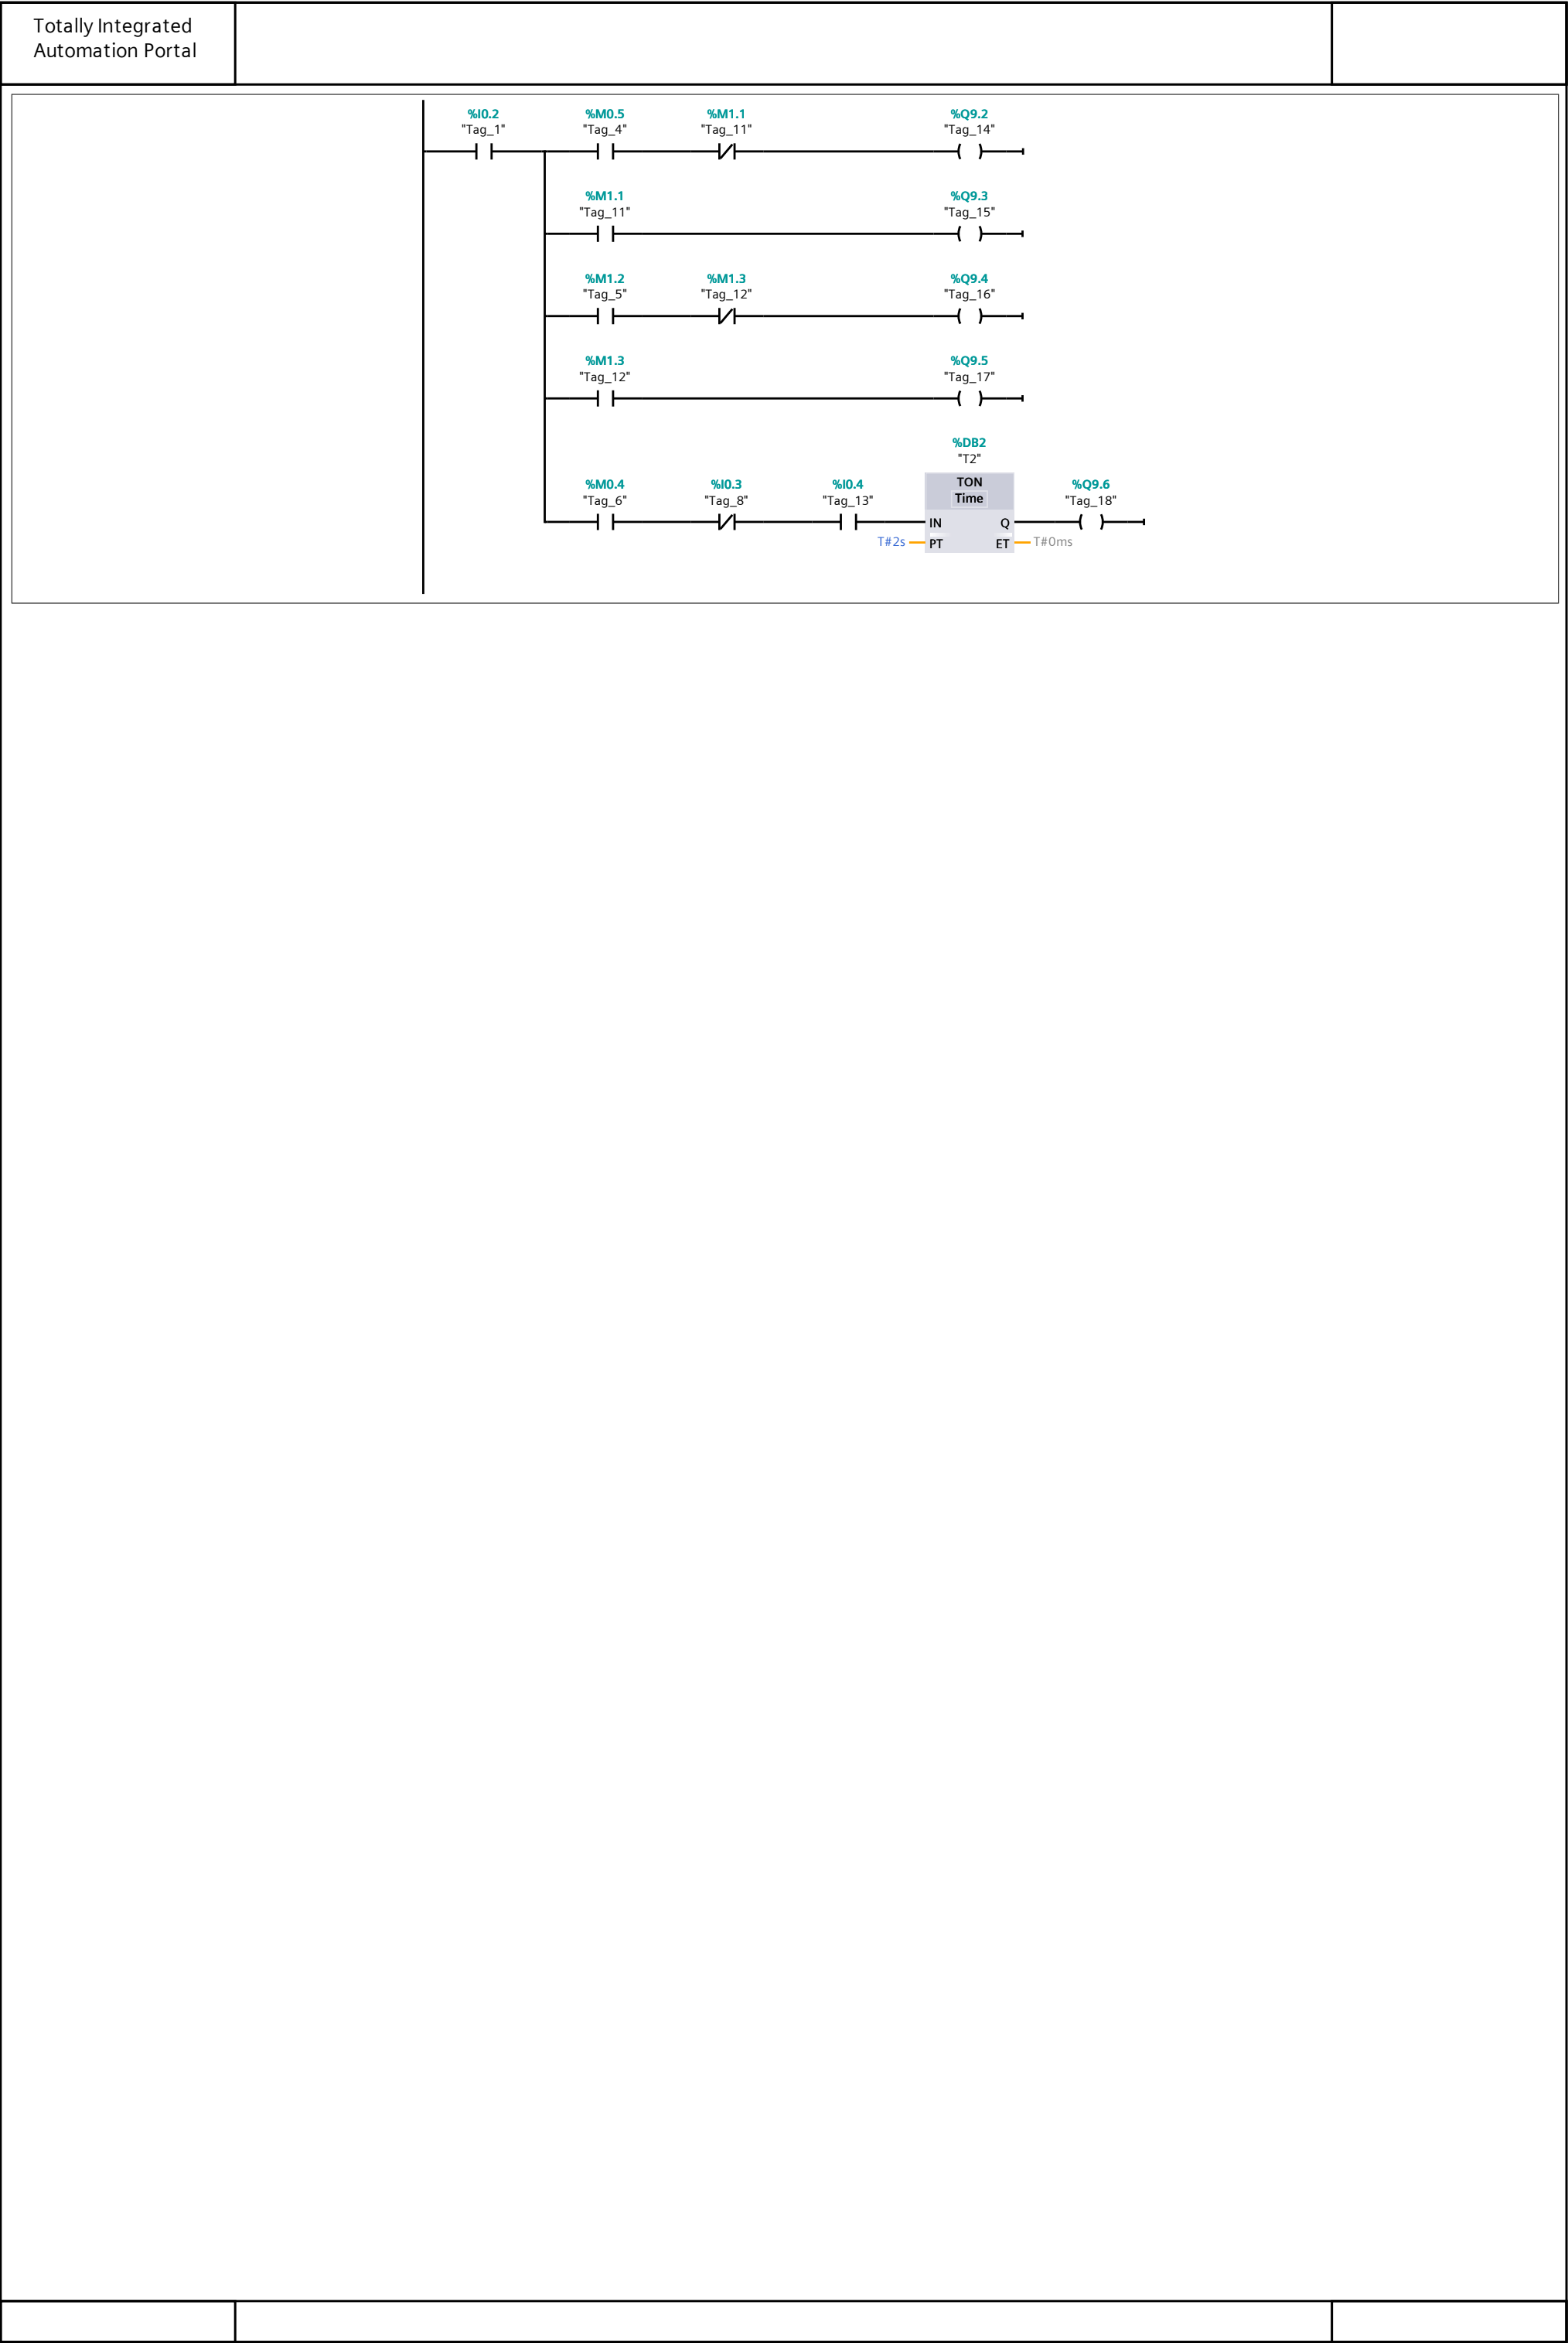 Totally Integrated
Automation Portal
%I0.2 %M0.5 %M1.1 %Q9.2
"Tag_1" "Tag_4" "Tag_11" "Tag_14"
%M1.1 %Q9.3
"Tag_11" "Tag_15"
%M1.2 %M1.3 %Q9.4
"Tag_5" "Tag_12" "Tag_16"
%M1.3 %Q9.5
"Tag_12" "Tag_17"
%DB2
"T2"
%M0.4 %I0.3 %I0.4 TON %Q9.6
"Tag_6" "Tag_8" "Tag_13" Time "Tag_18"
IN Q
T#2s PT ET T#0ms